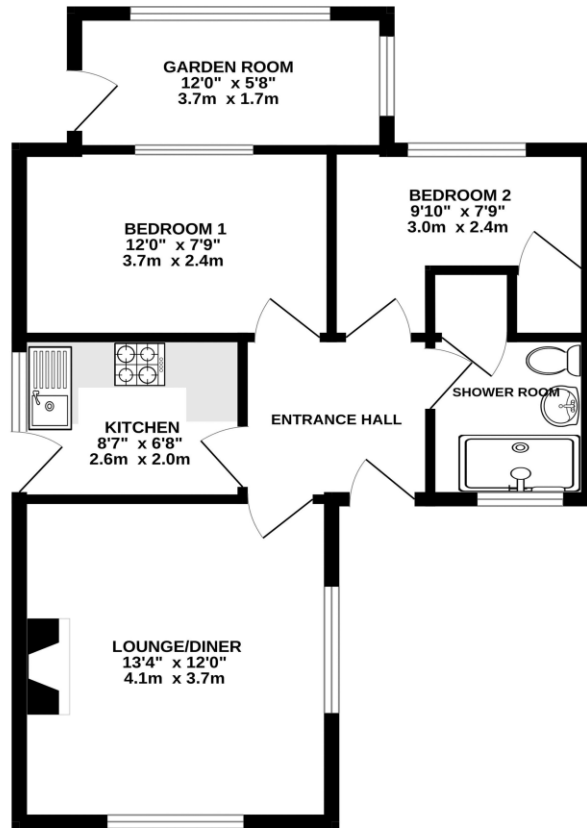 GARDEN ROOM
12'0" x 5'8"
3.7m x 1.7m
BEDROOM 1
12'0" x 7'9"
3.7m x 2.4m
BEDROOM 2
9'10" x 7'9"
3.0m x 2.4m
KITCHEN
8'7" x 6'8"
2.6m x 2.0m
ENTRANCE HALL
SHOWER ROOM
LOUNGE/DINER
13'4" x 12'0"
4.1m x 3.7m